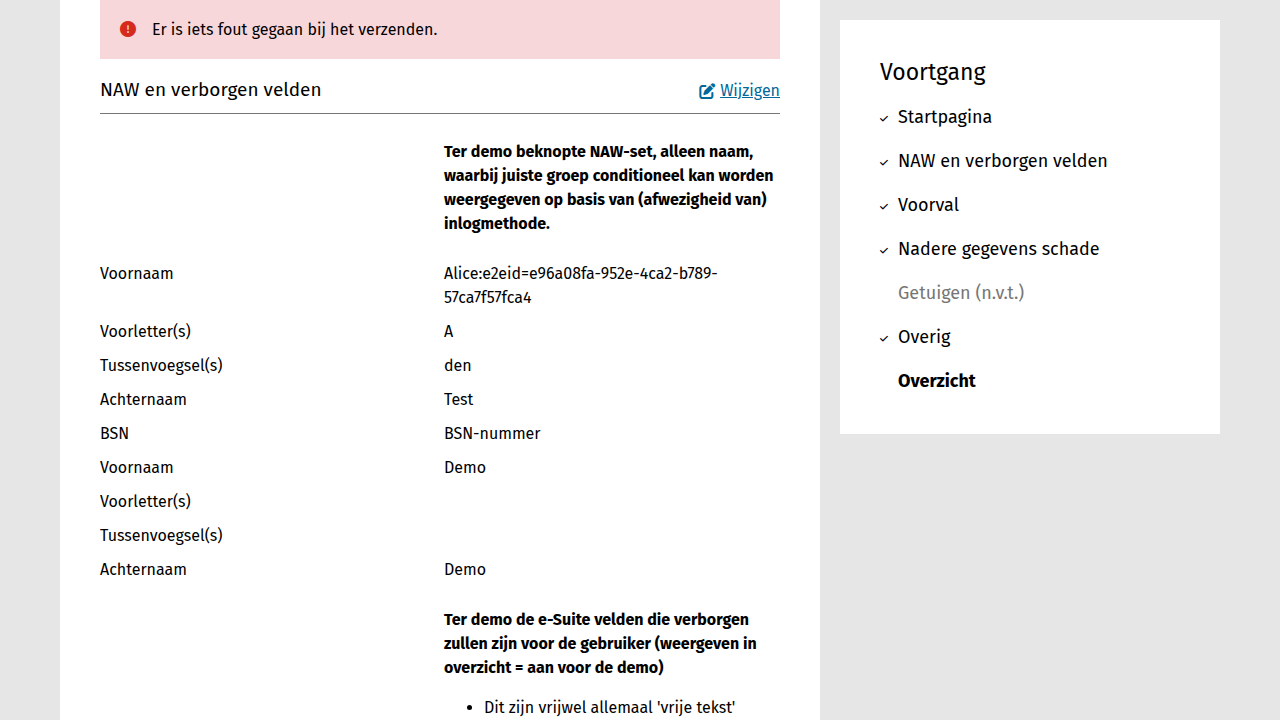 Er is iets fout gegaan bij het verzenden.
NAW en verborgen velden
Wijzigen
Ter demo beknopte NAW-set, alleen naam,
waarbij juiste groep conditioneel kan worden
weergegeven op basis van (afwezigheid van)
inlogmethode.
Voornaam
Alice:e2eid=e96a08fa-952e-4ca2-b789-
57ca7f57fca4
Voorletter(s)
A
Tussenvoegsel(s)
den
Achternaam
Test
BSN
BSN-nummer
Voornaam
Demo
Voorletter(s)
Tussenvoegsel(s)
Achternaam
Demo
Ter demo de e-Suite velden die verborgen
zullen zijn voor de gebruiker (weergeven in
overzicht = aan voor de demo)
• Dit zijn vrijwel allemaal 'vrije tekst'
Voortgang
Startpagina
NAW en verborgen velden
Voorval
Nadere gegevens schade
Getuigen (n.v.t.)
Overig
Overzicht